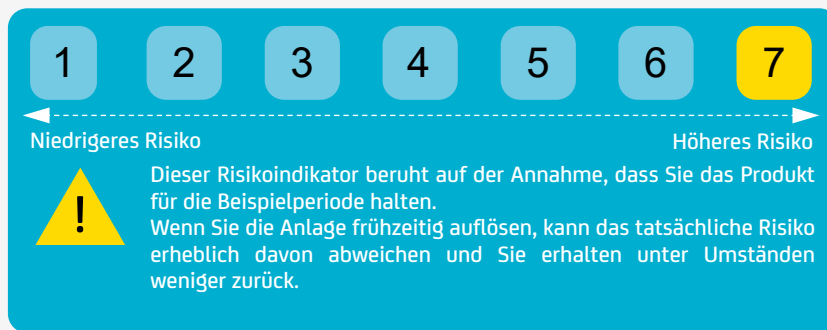 1 2 3 4 5 6 7
Niedrigeres Risiko Höheres Risiko
!
Dieser Risikoindikator beruht auf der Annahme, dass Sie das Produkt
für die Beispielperiode halten.
Wenn Sie die Anlage frühzeitig auflösen, kann das tatsächliche Risiko
erheblich davon abweichen und Sie erhalten unter Umständen
weniger zurück.